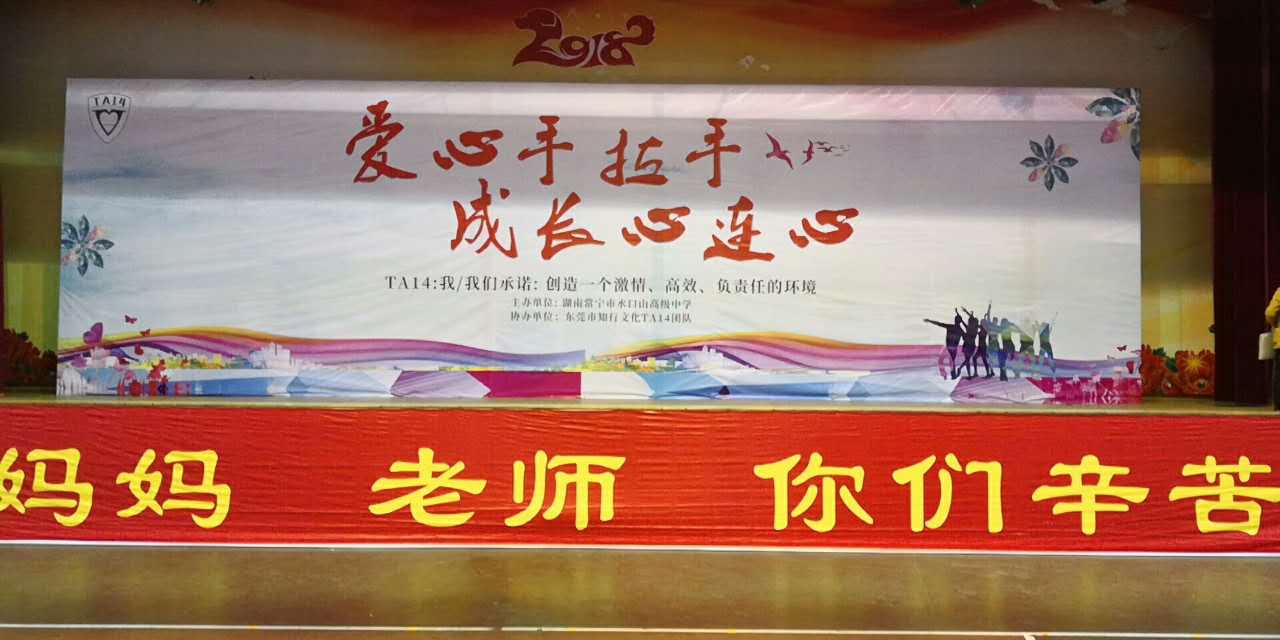 2018
TA14
爱心手拉手
成长心连心
TA14:我/我们承诺: 创造一个激情、高效、负责任的环境
主办单位: 湖南常宁市水口山高级中学
协办单位: 东莞市知行文化TA14团队
妈妈 老师 你们辛苦